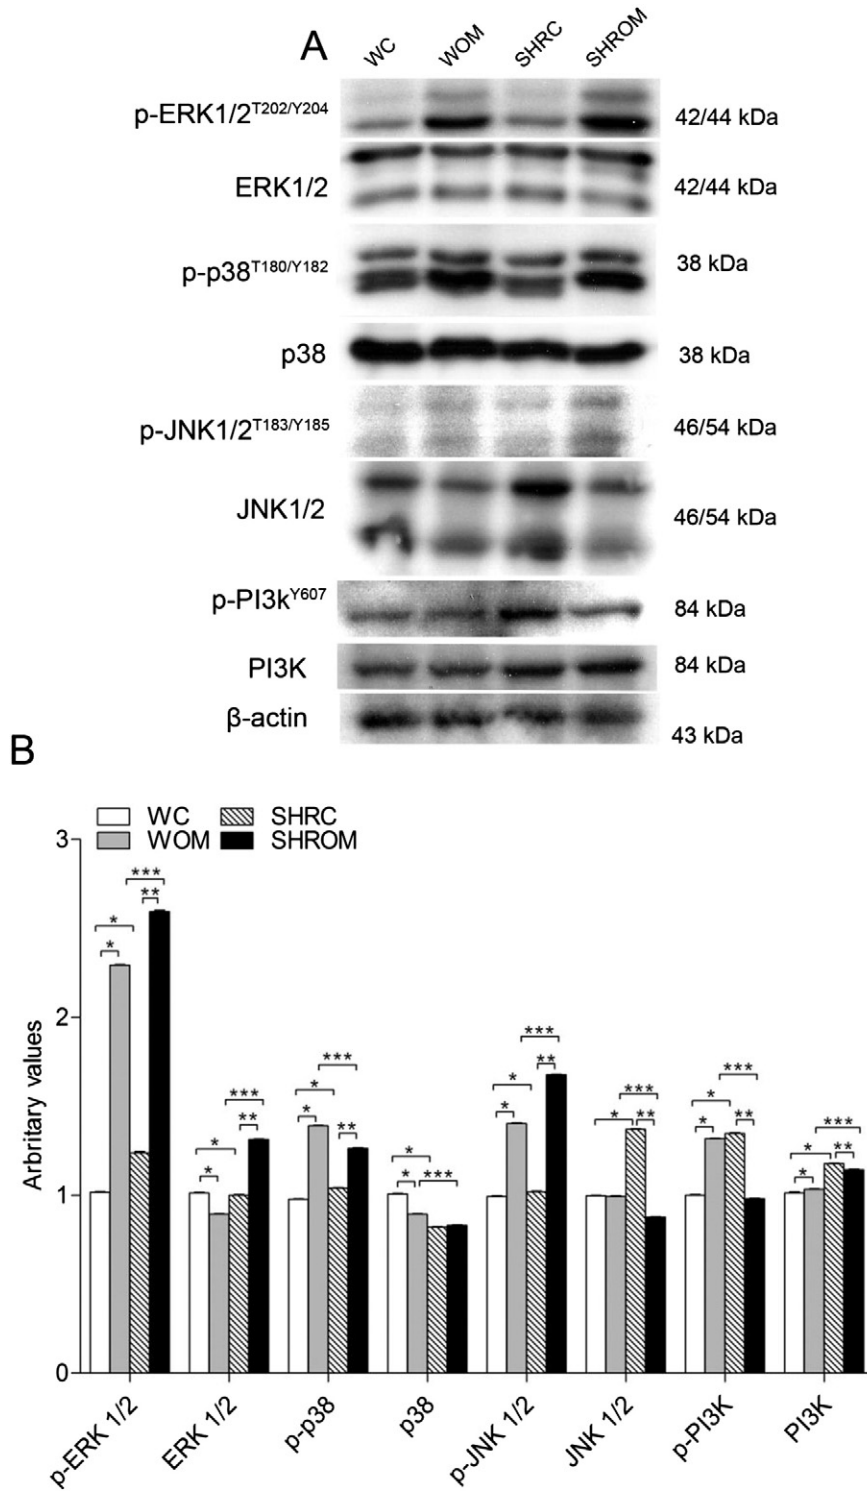 A
WC WOM SHRC SHROM
p-ERK1/2T202/Y204 42/44 kDa
ERK1/2 42/44 kDa
p-p38T180/Y182 38 kDa
p38 38 kDa
p-JNK1/2T183/Y185 46/54 kDa
JNK1/2 46/54 kDa
p-PI3kY607 84 kDa
PI3K 84 kDa
β-actin 43 kDa
B
WC SHRC
WOM SHROM
3
2
1
0
Arbritary values
* * ** ***
* * ** ***
* * ** ***
* * ***
* * ** ***
* ** ***
* * ** ***
* * ** ***
p-ERK 1/2 ERK 1/2 p-p38 p38 p-JNK 1/2 JNK 1/2 p-PI3K PI3K